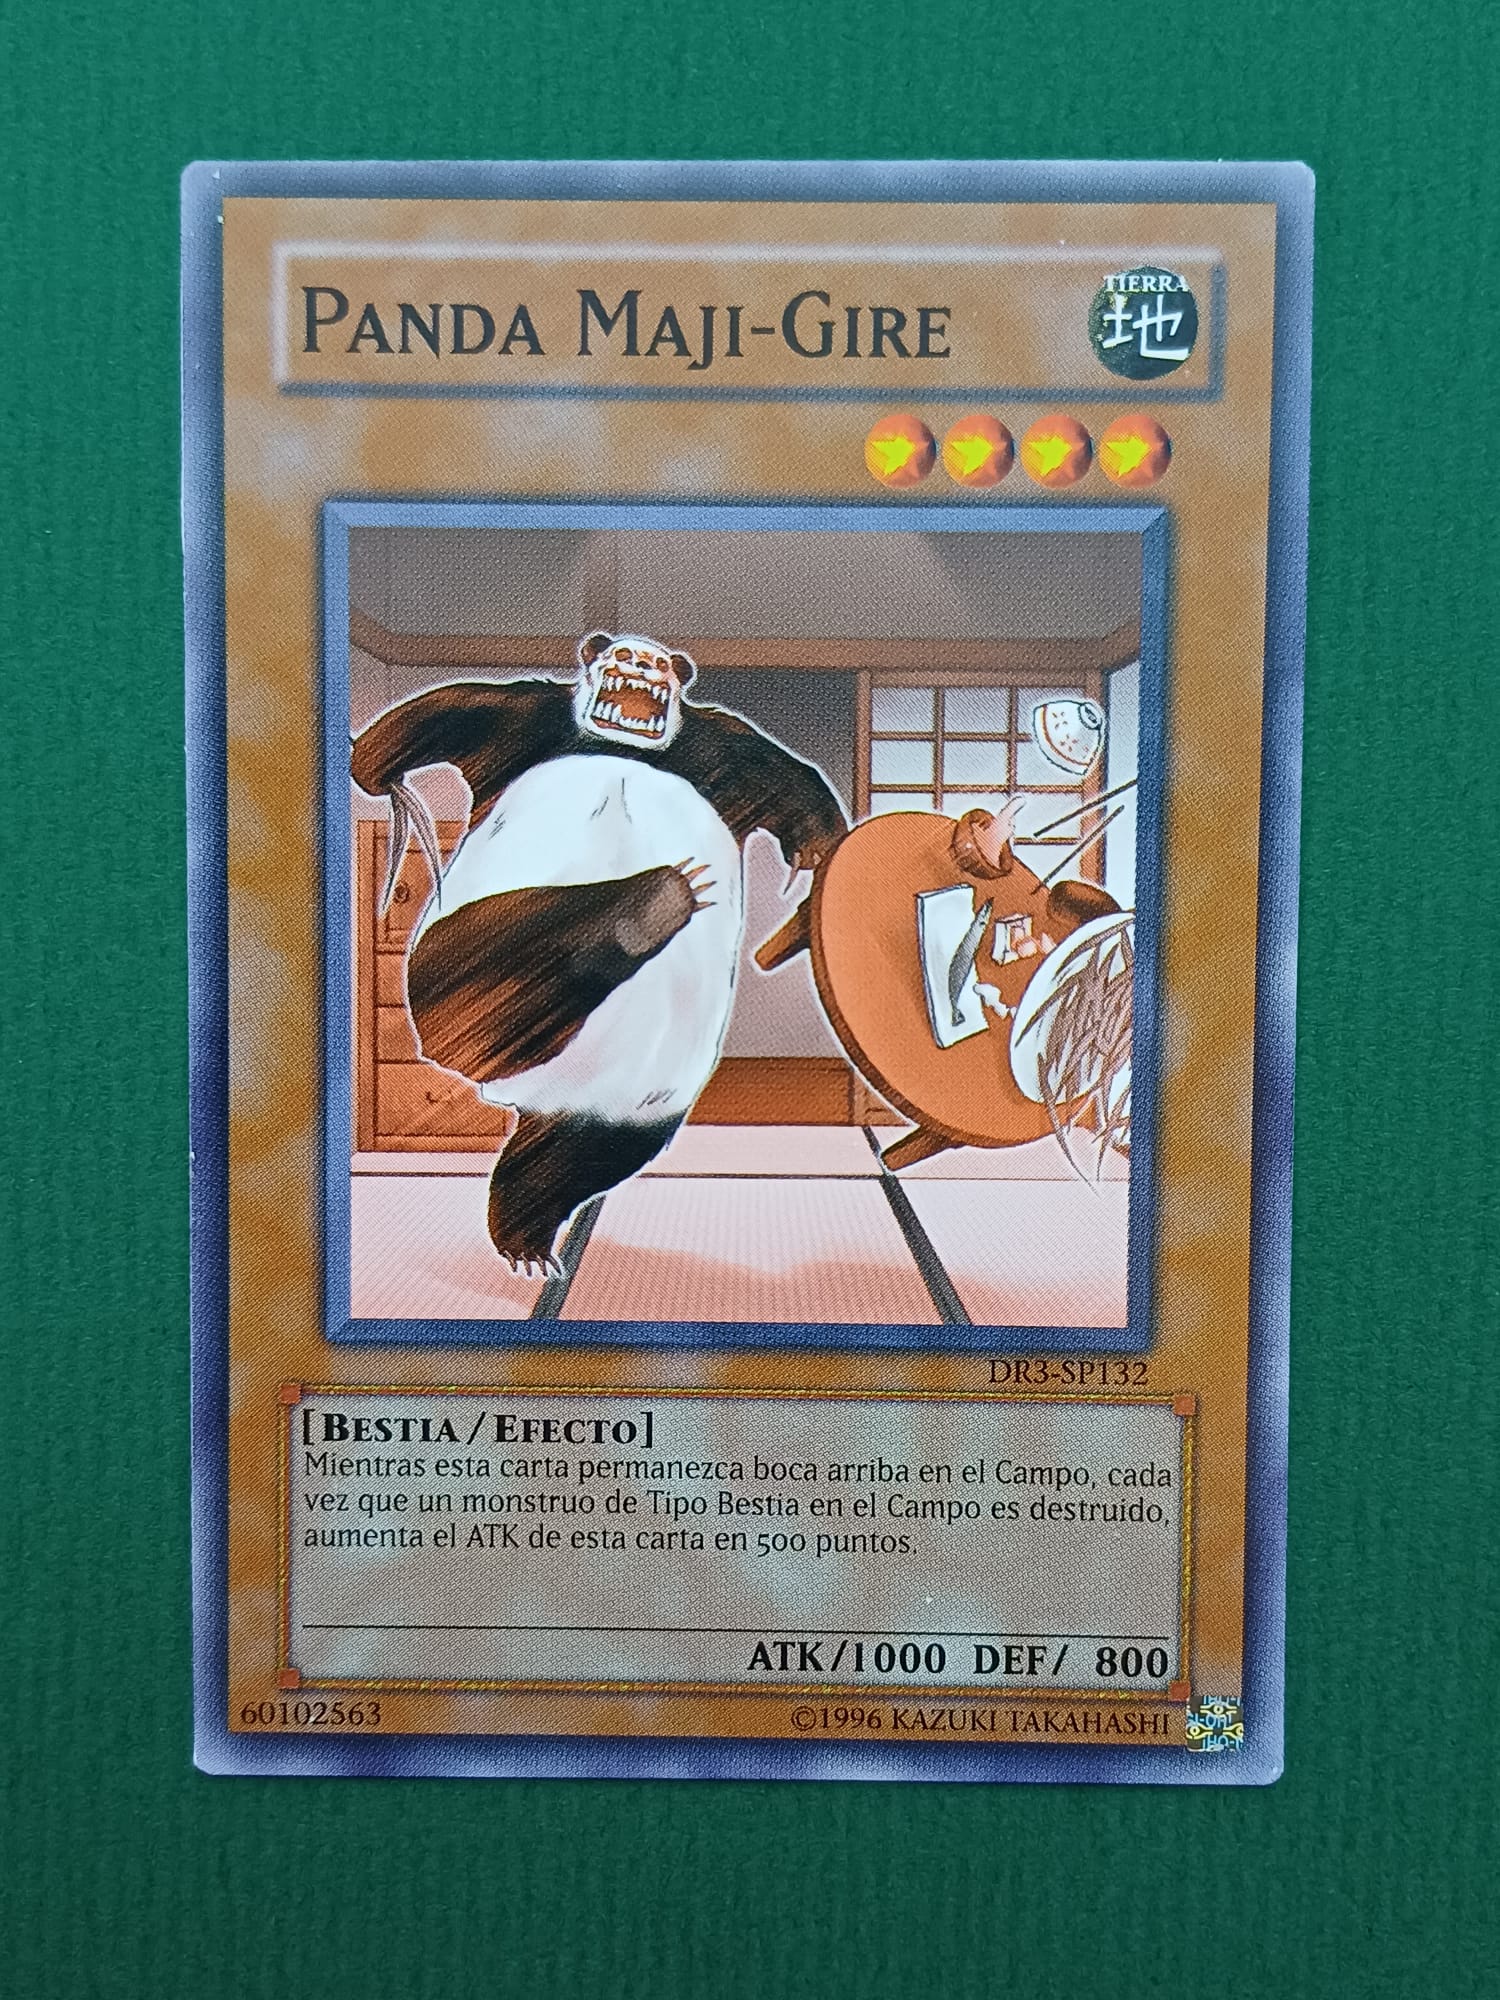 PANDA MAJI-GIRE
TIERRA
地
DR3-SP132
[BESTIA/EFECTO]
Mientras esta carta permanezca boca arriba en el Campo, cada
vez que un monstruo de Tipo Bestia en el Campo es destruido,
aumenta el ATK de esta carta en 500 puntos.
ATK/1000 DEF/ 800
60102563
©1996 KAZUKI TAKAHASHI